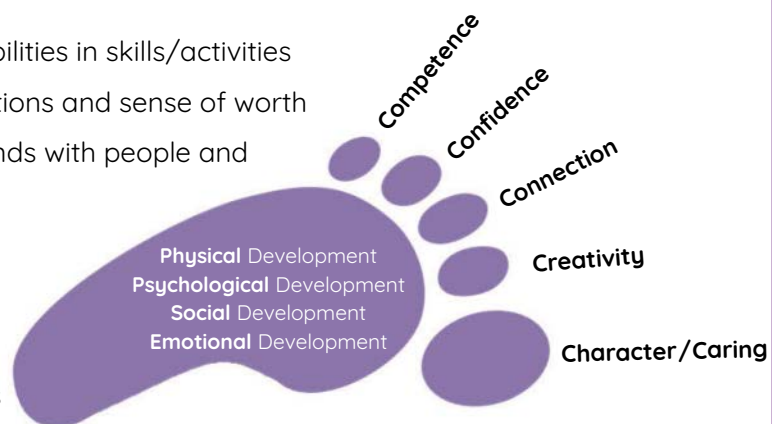 bilities in skills/activities
tions and sense of worth
nds with people and
Competence
Confidence
Connection
Creativity
Character/Caring
Physical Development
Psychological Development
Social Development
Emotional Development